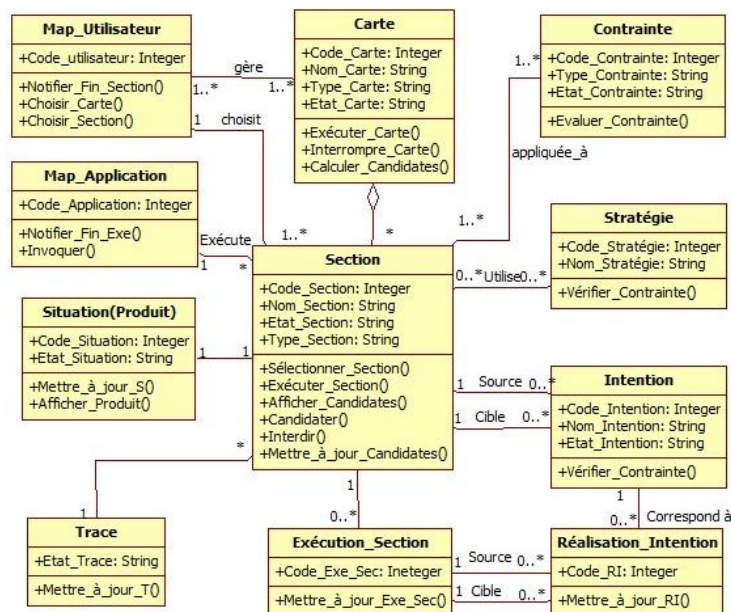 Map_Utilisateur
+Code_utilisateur: Integer
+Notifier_Fin_Section()
+Choisir_Carte()
+Choisir_Section()
gère
1..*
1..*
1
choisit
1..*
Carte
+Code_Carte: Integer
+Nom_Carte: String
+Type_Carte: String
+Etat_Carte: String
+Exécuter_Carte()
+Interrompre_Carte()
+Calculer_Candidates()
*
Contrainte
+Code_Contrainte: Integer
+Type_Contrainte: String
+Etat_Contrainte: String
+Evaluer_Contrainte()
1..*
appliquée_à
1..*
Map_Application
+Code_Application: Integer
+Notifier_Fin_Exe()
+Invoquer()
Exécute
1
*
Section
+Code_Section: Integer
+Nom_Section: String
+Etat_Section: String
+Type_Section: String
+Sélectionner_Section()
+Exécuter_Section()
+Afficher_Candidates()
+Candidater()
+Interdir()
+Mettre_à_jour_Candidates()
Stratégie
+Code_Stratégie: Integer
+Nom_Stratégie: String
+Vérifier_Contrainte()
0..*
Utilise
0..*
Situation(Produit)
+Code_Situation: Integer
+Etat_Situation: String
+Mettre_à_jour_S()
+Afficher_Produit()
1
1
1
Source
0..*
1
Cible
0..*
Intention
+Code_Intention: Integer
+Nom_Intention: String
+Etat_Intention: String
+Vérifier_Contrainte()
*
1
Trace
+Etat_Trace: String
+Mettre_à_jour_T()
1
0..*
Exécution_Section
+Code_Exe_Sec: Ineteger
+Mettre_à_jour_Exe_Sec()
1
0..*
Correspond à
1
Source
0..*
1
Cible
0..*
Réalisation_Intention
+Code_RI: Integer
+Mettre_à_jour_RI()